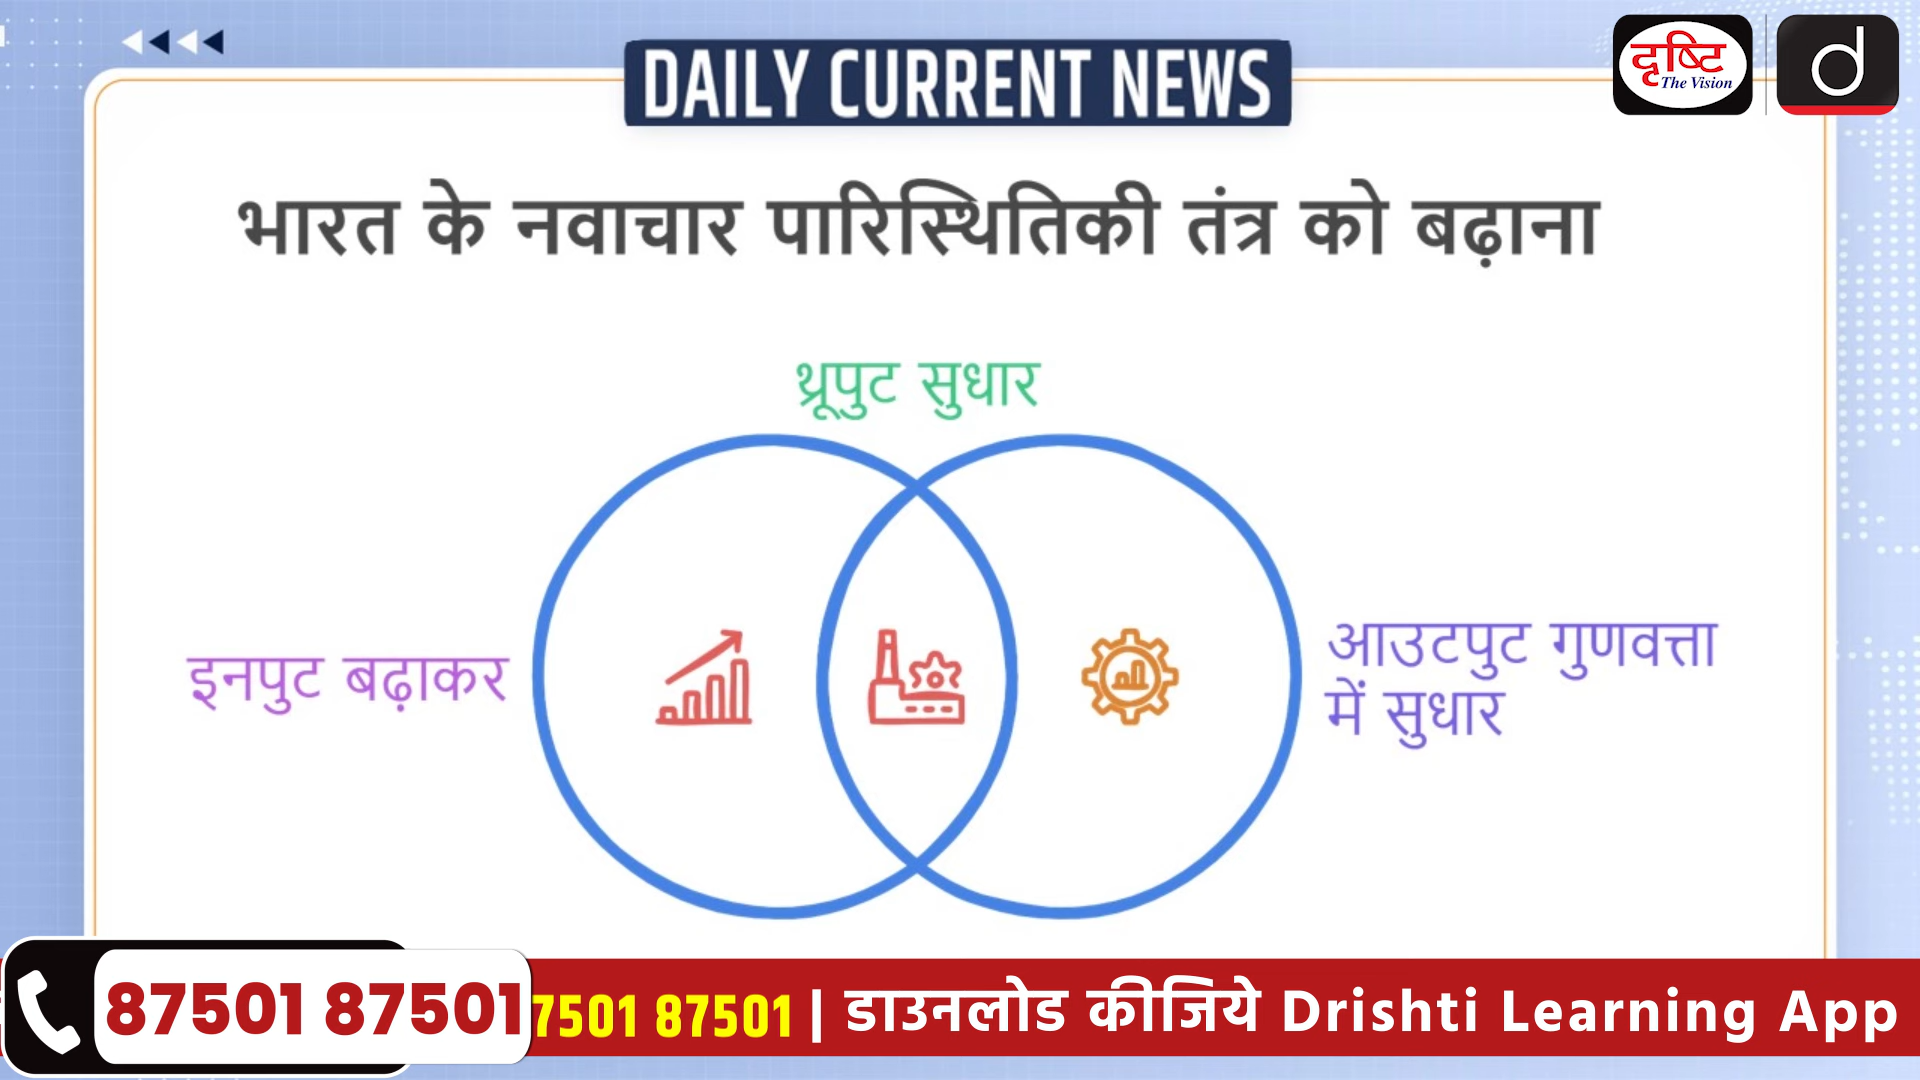 DAILY CURRENT NEWS
दृष्टि
The Vision
d
भारत के नवाचार पारिस्थितिकी तंत्र को बढ़ाना
थ्रूपुट सुधार
इनपुट बढ़ाकर
आउटपुट गुणवत्ता
में सुधार
87501 87501
7501 87501 | डाउनलोड कीजिये Drishti Learning App